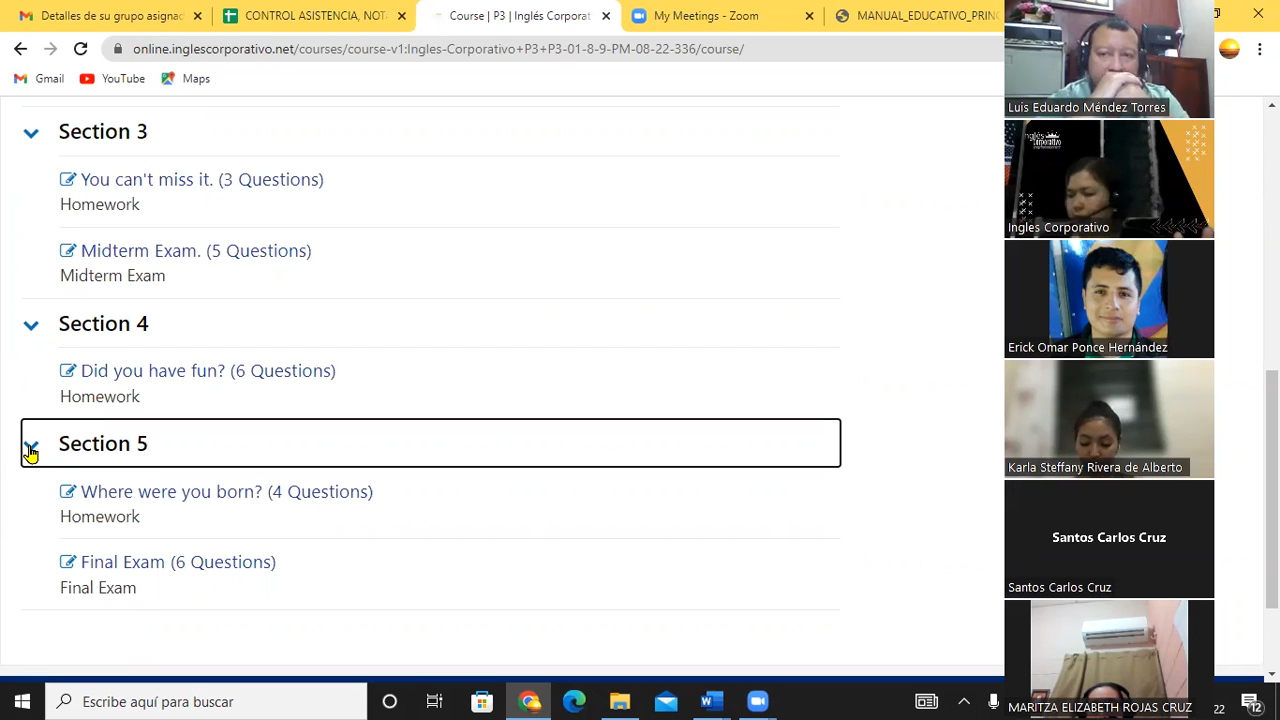 Detalles de su grupo asignac
CONTROL ASISTENCIA, NOT
Course | P3 | Inglés Corporat
My Meetings - Zoom
MANUAL_EDUCATIVO_PRIN
online.inglescorporativo.net/courses/course-v1:Ingles-Corporativo+P3+P3-01-8-9-PM-08-22-336/course/
Gmail
YouTube
Maps
Section 3
You can't miss it. (3 Questions)
Homework
Midterm Exam. (5 Questions)
Midterm Exam
Section 4
Did you have fun? (6 Questions)
Homework
Section 5
Where were you born? (4 Questions)
Homework
Final Exam (6 Questions)
Final Exam
Luis Eduardo Méndez Torres
Inglés
Corporativo
Ingles Corporativo
Erick Omar Ponce Hernández
Karla Steffany Rivera de Alberto
Santos Carlos Cruz
Santos Carlos Cruz
MARITZA ELIZABETH ROJAS CRUZ
Escribe aquí para buscar
22
12